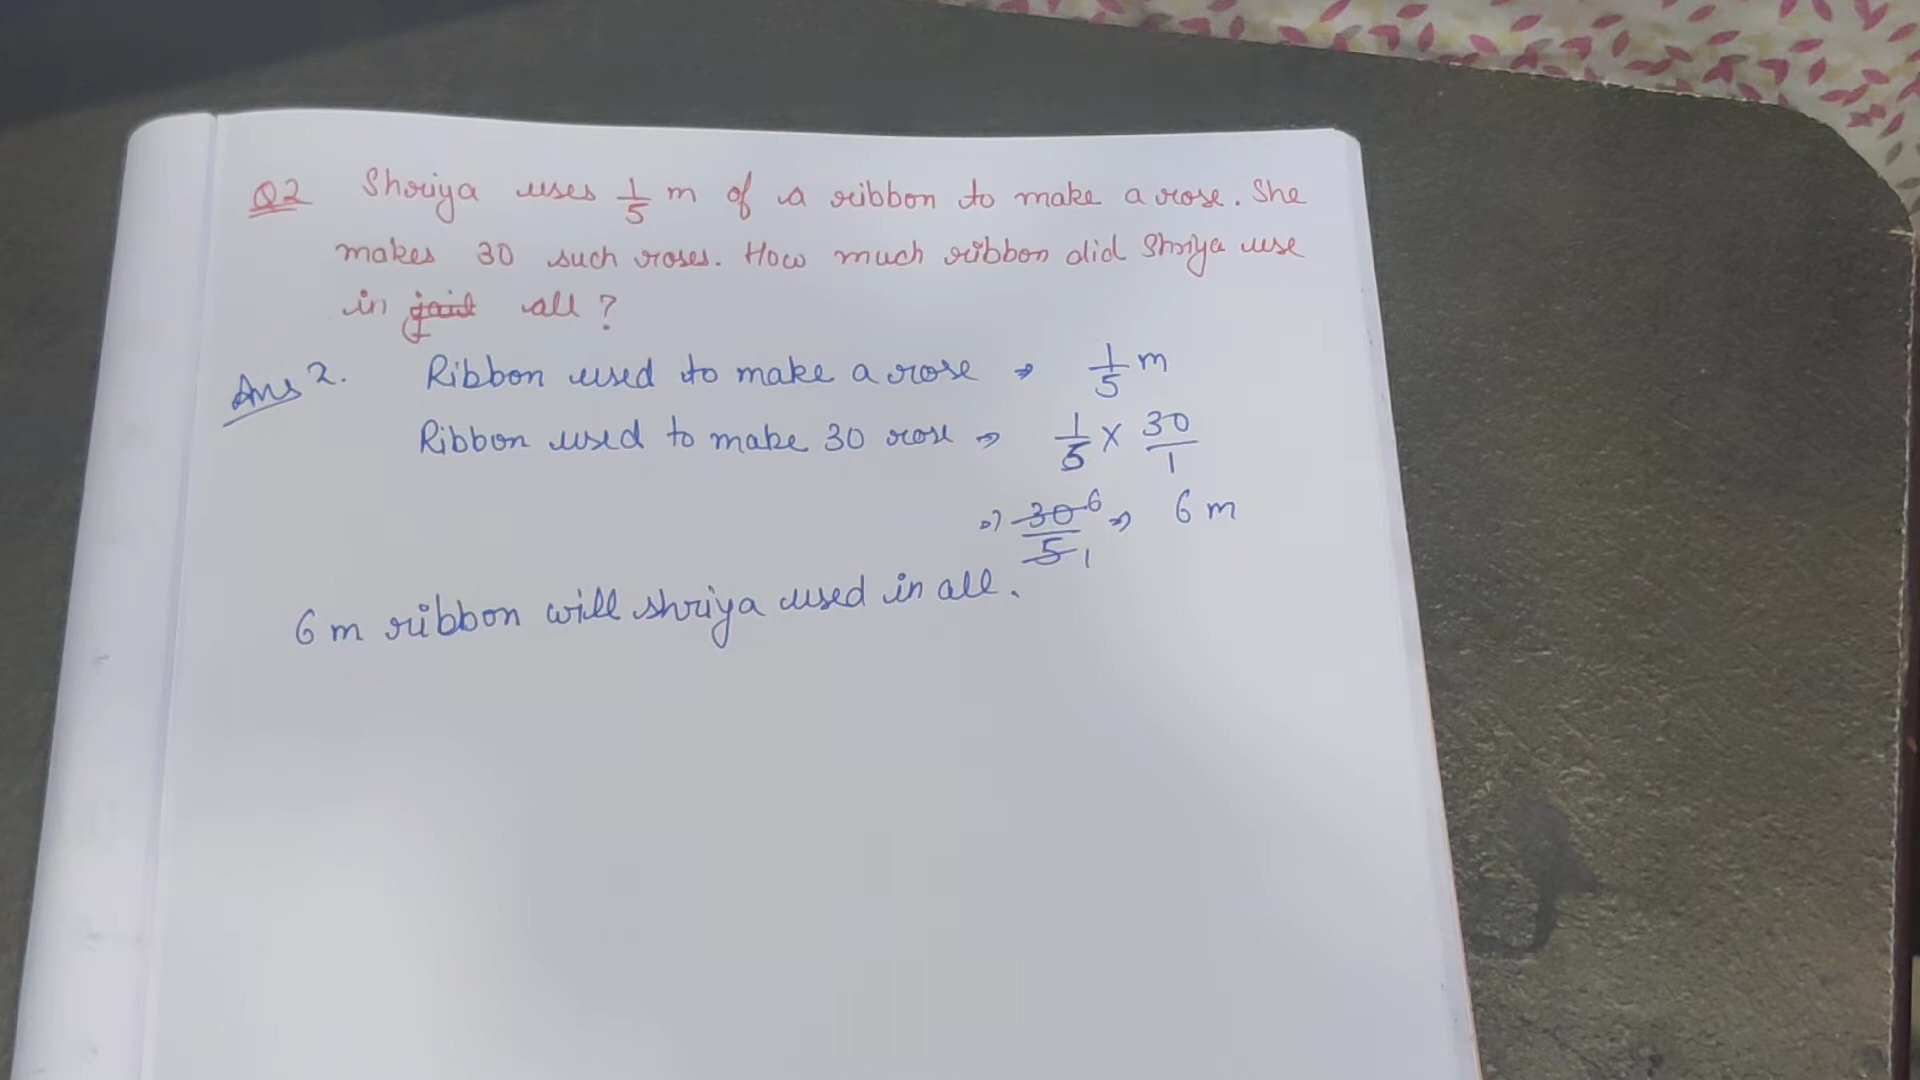 Q2 Shriya uses 1/5 m of a ribbon to make a rose. She
makes 30 such roses. How much ribbon did Shriya use
in all?
Ans 2. Ribbon used to make a rose ⇒ 1/5 m
Ribbon used to make 30 rose ⇒ 1/5 × 30/1
⇒ 30 6/5 1 ⇒ 6 m
6 m ribbon will shriya used in all.